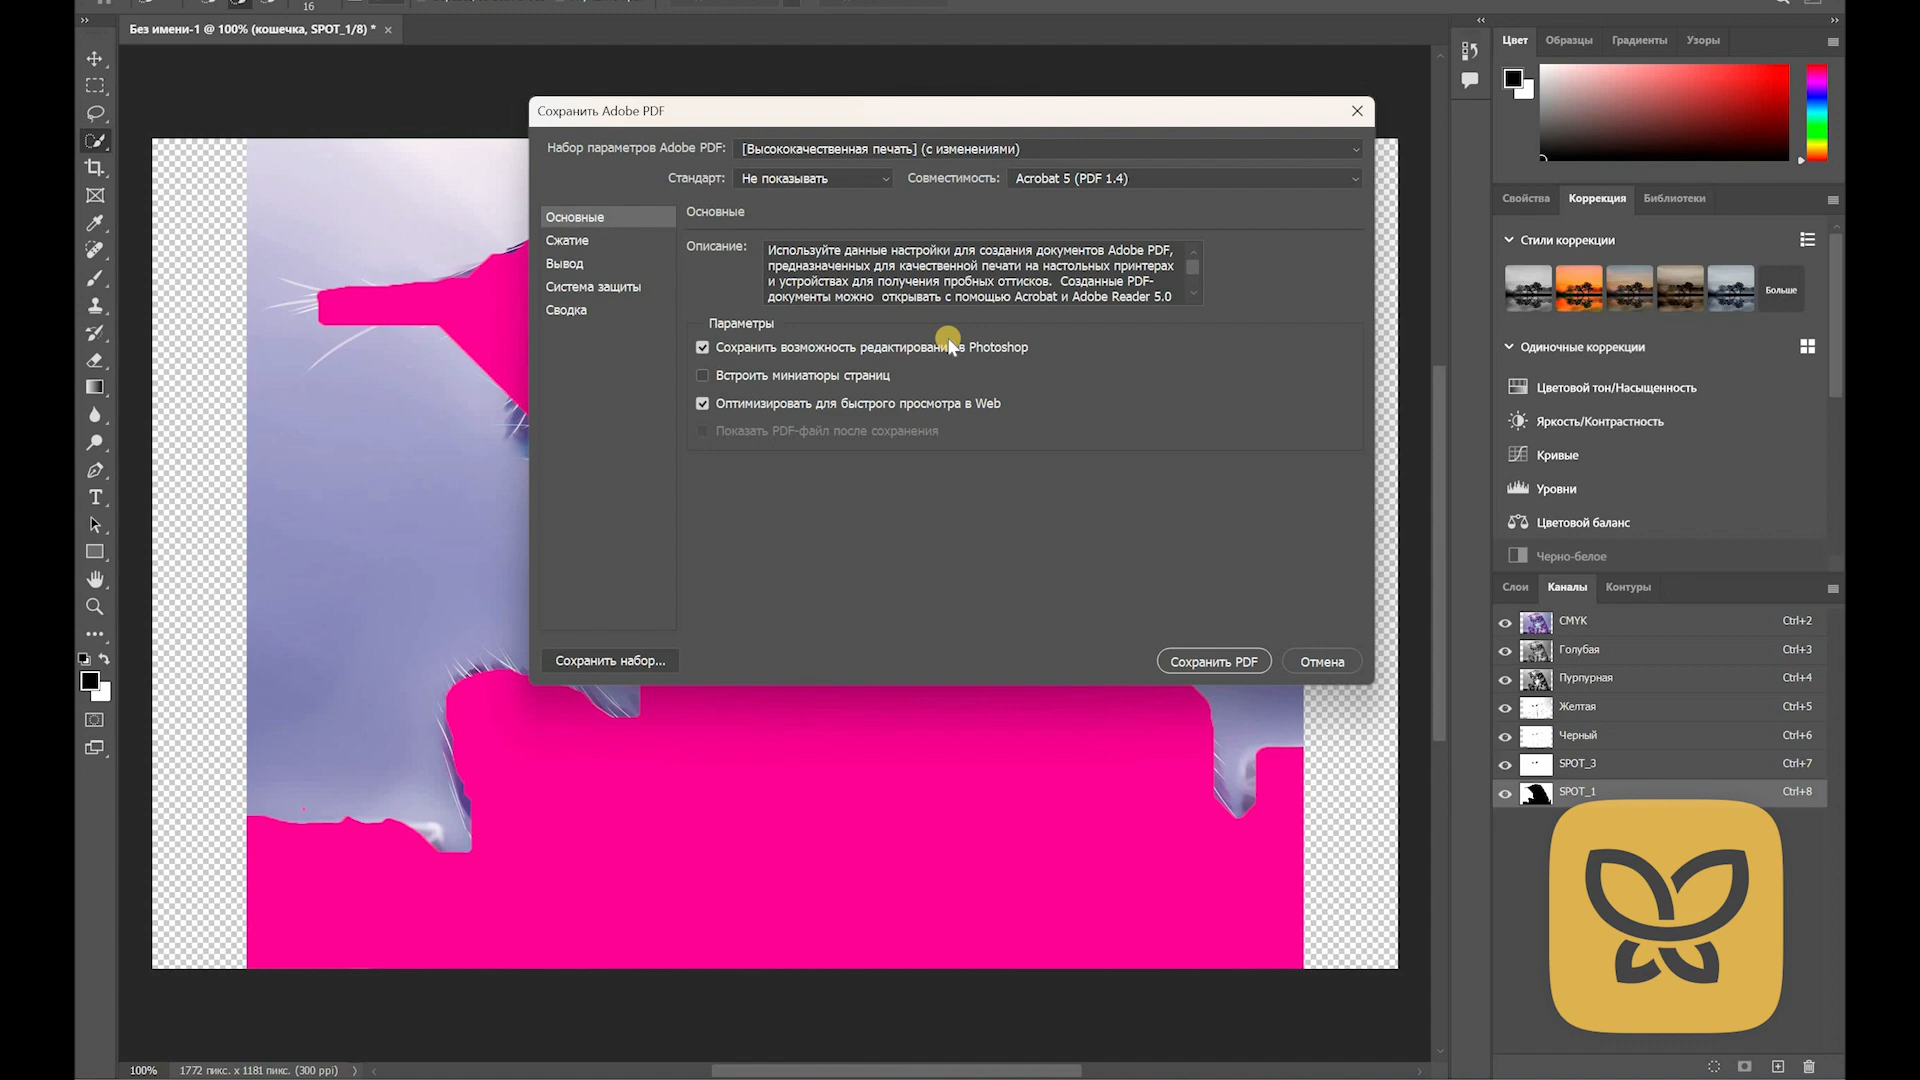 16
Без имени-1 @ 100% (кошечка, SPOT_1/8) *
Сохранить Adobe PDF
Набор параметров Adobe PDF: [Высококачественная печать] (с изменениями)
Стандарт: Не показывать Совместимость: Acrobat 5 (PDF 1.4)
Основные
Сжатие
Вывод
Система защиты
Сводка
Основные
Описание: Используйте данные настройки для создания документов Adobe PDF,
предназначенных для качественной печати на настольных принтерах
и устройствах для получения пробных оттисков. Созданные PDF-
документы можно открывать с помощью Acrobat и Adobe Reader 5.0
Параметры
Сохранить возможность редактирования в Photoshop
Встроить миниатюры страниц
Оптимизировать для быстрого просмотра в Web
Показать PDF-файл после сохранения
Сохранить набор...
Сохранить PDF
Отмена
Цвет Образцы Градиенты Узоры
Свойства Коррекция Библиотеки
Стили коррекции
Больше
Одиночные коррекции
Цветовой тон/Насыщенность
Яркость/Контрастность
Кривые
Уровни
Цветовой баланс
Черно-белое
Слои Каналы Контуры
CMYK Ctrl+2
Голубая Ctrl+3
Пурпурная Ctrl+4
Желтая Ctrl+5
Черный Ctrl+6
SPOT_3 Ctrl+7
SPOT_1 Ctrl+8
100% 1772 пикс. x 1181 пикс. (300 ppi)